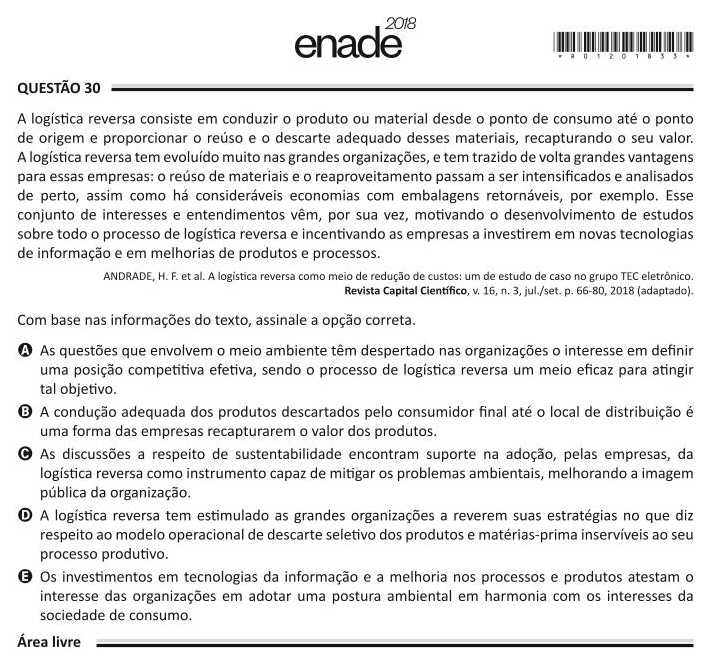 enade 2018
*R01201833*
QUESTÃO 30
A logística reversa consiste em conduzir o produto ou material desde o ponto de consumo até o ponto
de origem e proporcionar o reúso e o descarte adequado desses materiais, recapturando o seu valor.
A logística reversa tem evoluído muito nas grandes organizações, e tem trazido de volta grandes vantagens
para essas empresas: o reúso de materiais e o reaproveitamento passam a ser intensificados e analisados
de perto, assim como há consideráveis economias com embalagens retornáveis, por exemplo. Esse
conjunto de interesses e entendimentos vêm, por sua vez, motivando o desenvolvimento de estudos
sobre todo o processo de logística reversa e incentivando as empresas a investirem em novas tecnologias
de informação e em melhorias de produtos e processos.
ANDRADE, H. F. et al. A logística reversa como meio de redução de custos: um de estudo de caso no grupo TEC eletrônico.
Revista Capital Científico, v. 16, n. 3, jul./set. p. 66-80, 2018 (adaptado).
Com base nas informações do texto, assinale a opção correta.
A As questões que envolvem o meio ambiente têm despertado nas organizações o interesse em definir
uma posição competitiva efetiva, sendo o processo de logística reversa um meio eficaz para atingir
tal objetivo.
B A condução adequada dos produtos descartados pelo consumidor final até o local de distribuição é
uma forma das empresas recapturarem o valor dos produtos.
C As discussões a respeito de sustentabilidade encontram suporte na adoção, pelas empresas, da
logística reversa como instrumento capaz de mitigar os problemas ambientais, melhorando a imagem
pública da organização.
D A logística reversa tem estimulado as grandes organizações a reverem suas estratégias no que diz
respeito ao modelo operacional de descarte seletivo dos produtos e matérias-prima inservíveis ao seu
processo produtivo.
E Os investimentos em tecnologias da informação e a melhoria nos processos e produtos atestam o
interesse das organizações em adotar uma postura ambiental em harmonia com os interesses da
sociedade de consumo.
Área livre